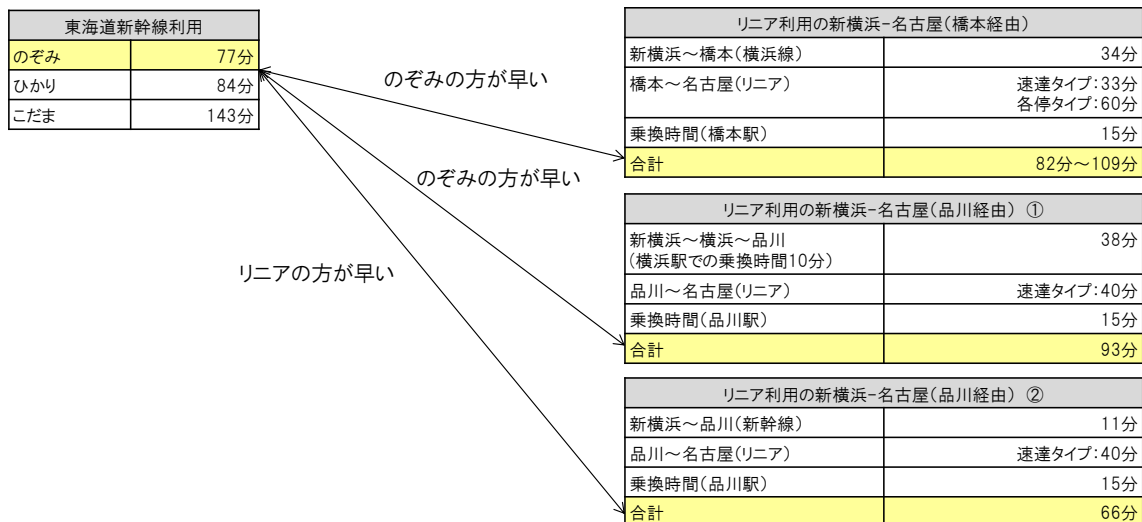 東海道新幹線利用
のぞみ 77分
ひかり 84分
こだま 143分
のぞみの方が早い
のぞみの方が早い
リニアの方が早い
リニア利用の新横浜-名古屋(橋本経由)
新横浜～橋本(横浜線) 34分
橋本～名古屋(リニア) 速達タイプ:33分
各停タイプ:60分
乗換時間(橋本駅) 15分
合計 82分～109分
リニア利用の新横浜-名古屋(品川経由) ①
新横浜～横浜～品川 38分
(横浜駅での乗換時間10分)
品川～名古屋(リニア) 速達タイプ:40分
乗換時間(品川駅) 15分
合計 93分
リニア利用の新横浜-名古屋(品川経由) ②
新横浜～品川(新幹線) 11分
品川～名古屋(リニア) 速達タイプ:40分
乗換時間(品川駅) 15分
合計 66分